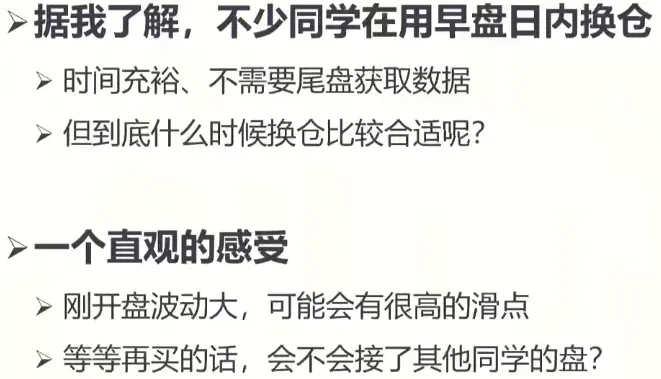 ➢ 据我了解，不少同学在用早盘日内换仓
➢ 时间充裕、不需要尾盘获取数据
➢ 但到底什么时候换仓比较合适呢？
➢ 一个直观的感受
➢ 刚开盘波动大，可能会有很高的滑点
➢ 等等再买的话，会不会接了其他同学的盘？